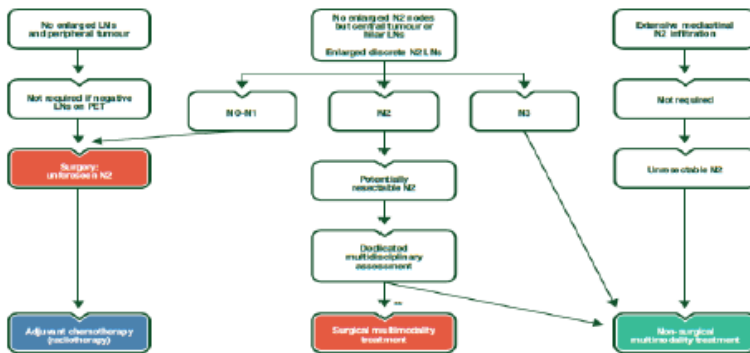 No enlarged LNs
and peripheral tumour
No enlarged N2 nodes
but central tumour or
hilar LNs
Enlarged discrete N2 LNs
Extensive mediastinal
N2 infiltration
Not required if negative
LNs on PET
N0-N1
N2
N3
Not required
Surgery:
unforeseen N2
Potentially
resectable N2
Unresectable N2
Dedicated
multidisciplinary
assessment
Adjuvant chemotherapy
(radiotherapy)
Surgical multimodality
treatment
Non-surgical
multimodality treatment